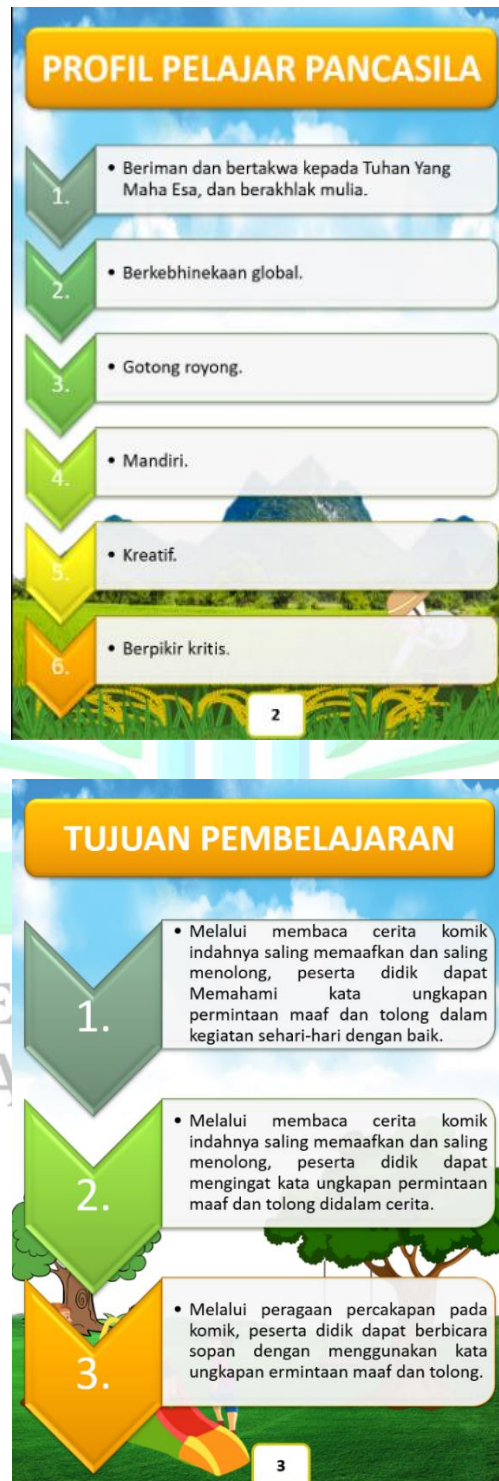 PROFIL PELAJAR PANCASILA
1.
• Beriman dan bertakwa kepada Tuhan Yang
Maha Esa, dan berakhlak mulia.
2.
• Berkebhinekaan global.
3.
• Gotong royong.
4.
• Mandiri.
5.
• Kreatif.
6.
• Berpikir kritis.
2
TUJUAN PEMBELAJARAN
1.
• Melalui membaca cerita komik
indahnya saling memaafkan dan saling
menolong, peserta didik dapat
Memahami kata ungkapan
permintaan maaf dan tolong dalam
kegiatan sehari-hari dengan baik.
2.
• Melalui membaca cerita komik
indahnya saling memaafkan dan saling
menolong, peserta didik dapat
mengingat kata ungkapan permintaan
maaf dan tolong didalam cerita.
3.
• Melalui peragaan percakapan pada
komik, peserta didik dapat berbicara
sopan dengan menggunakan kata
ungkapan ermintaan maaf dan tolong.
3